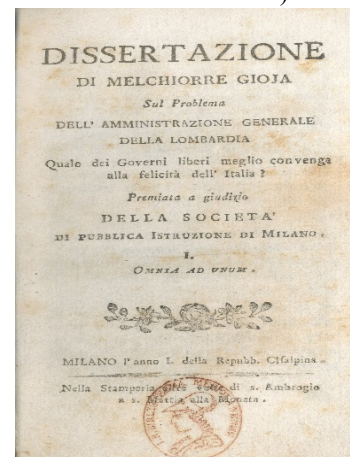 DISSERTAZIONE
DI MELCHIORRE GIOJA
Sul Problema
DELL' AMMINISTRAZIONE GENERALE
DELLA LOMBARDIA
Quale dei Governi liberi meglio convenga
alla felicità dell' Italia?
Premiata a giudizio
DELLA SOCIETA'
DI PUBBLICA ISTRUZIONE DI MILANO.
I.
OMNIA AD UNUM.
MILANO l'anno I. della Repubb. Cisalpina.
Nella Stamperia di s. Ambrogio
a s. Mattia alla Moneta.